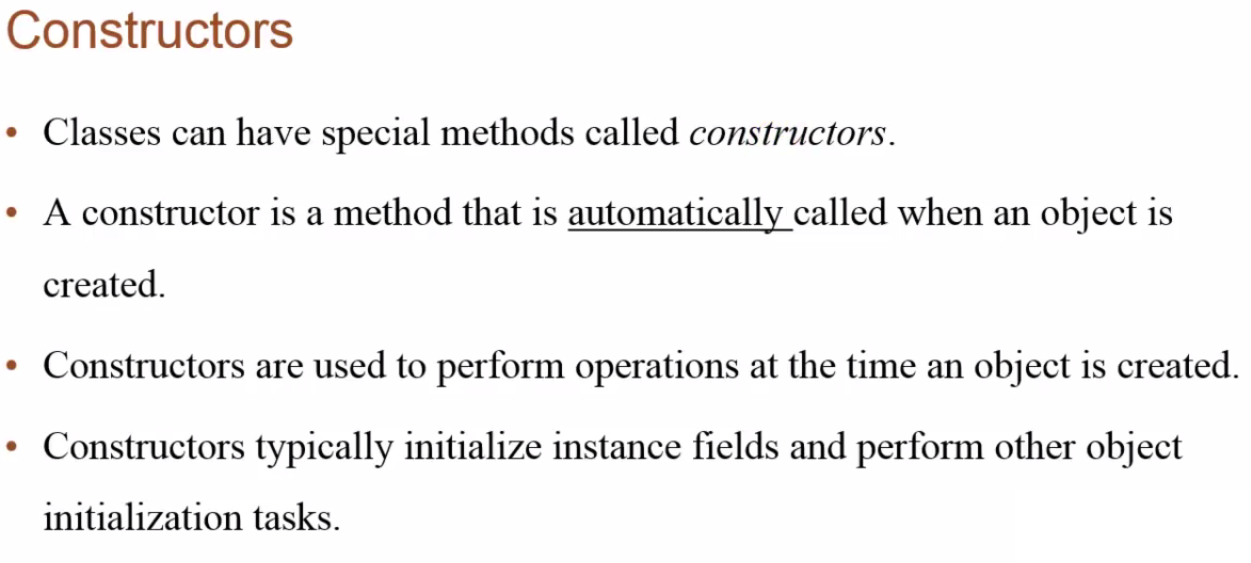 Constructors
• Classes can have special methods called constructors.
• A constructor is a method that is automatically called when an object is
created.
• Constructors are used to perform operations at the time an object is created.
• Constructors typically initialize instance fields and perform other object
initialization tasks.